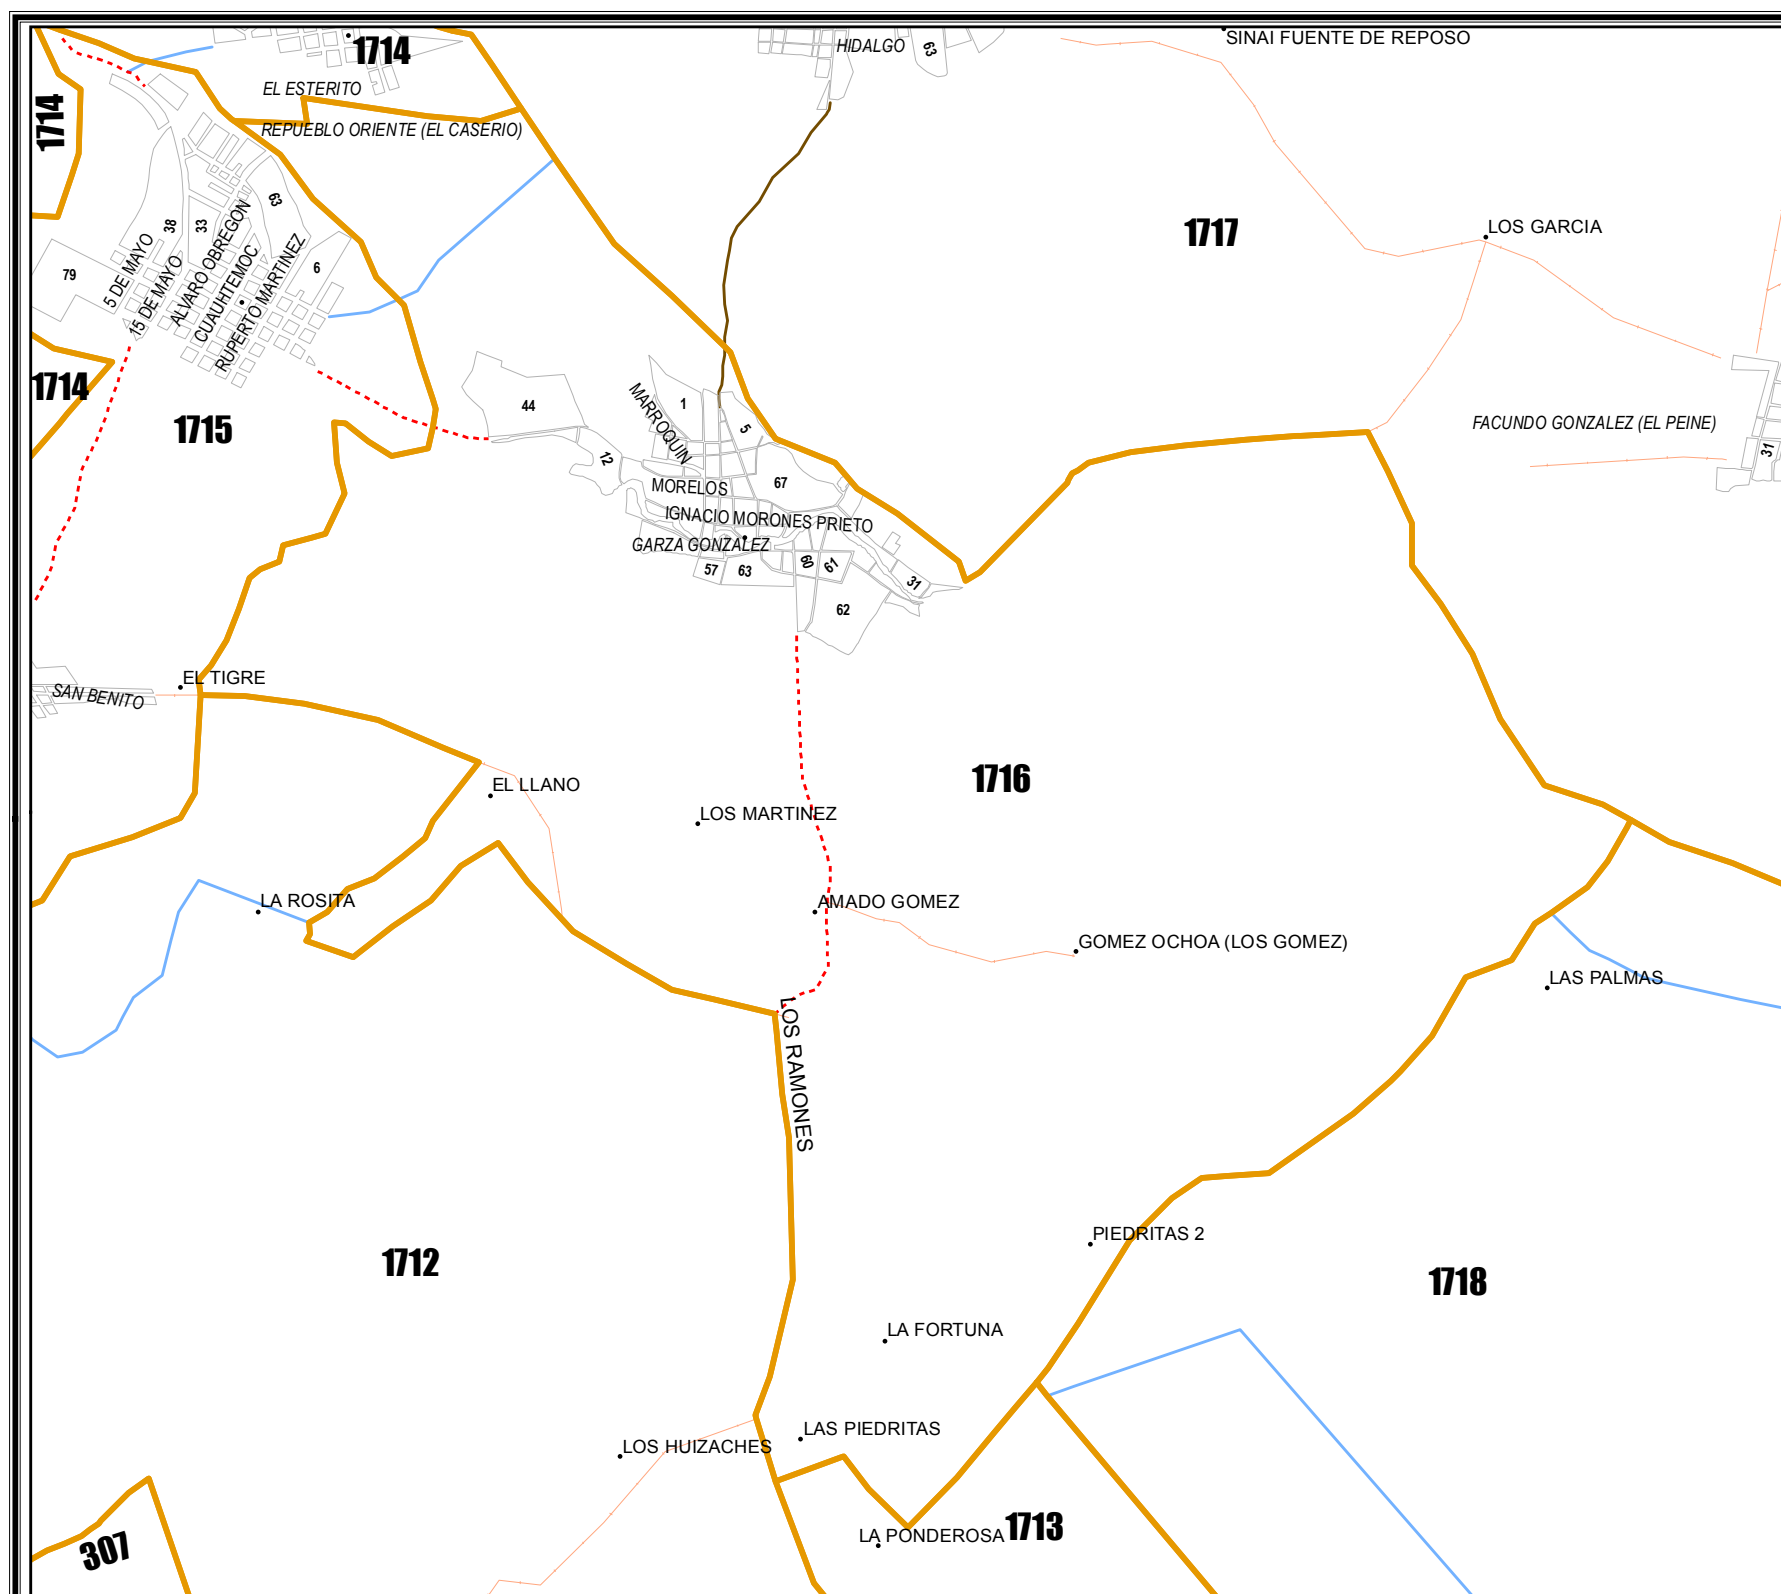 SINAI FUENTE DE REPOSO
HIDALGO
63
1714
EL ESTERITO
1714
REPUEBLO ORIENTE (EL CASERIO)
63
38
33
1717
LOS GARCIA
5 DE MAYO
15 DE MAYO
ALVARO OBREGON
CUAUHTEMOC
RUPERTO MARTINEZ
6
79
1714
1715
44
MARROQUIN
1
5
12
FACUNDO GONZALEZ (EL PEINE)
31
MORELOS
67
IGNACIO MORONES PRIETO
GARZA GONZALEZ
57
63
60
61
31
62
EL TIGRE
SAN BENITO
1716
EL LLANO
LOS MARTINEZ
LA ROSITA
AMADO GOMEZ
GOMEZ OCHOA (LOS GOMEZ)
LAS PALMAS
LOS RAMONES
PIEDRITAS 2
1712
1718
LA FORTUNA
LAS PIEDRITAS
LOS HUIZACHES
1713
LA PONDEROSA
307